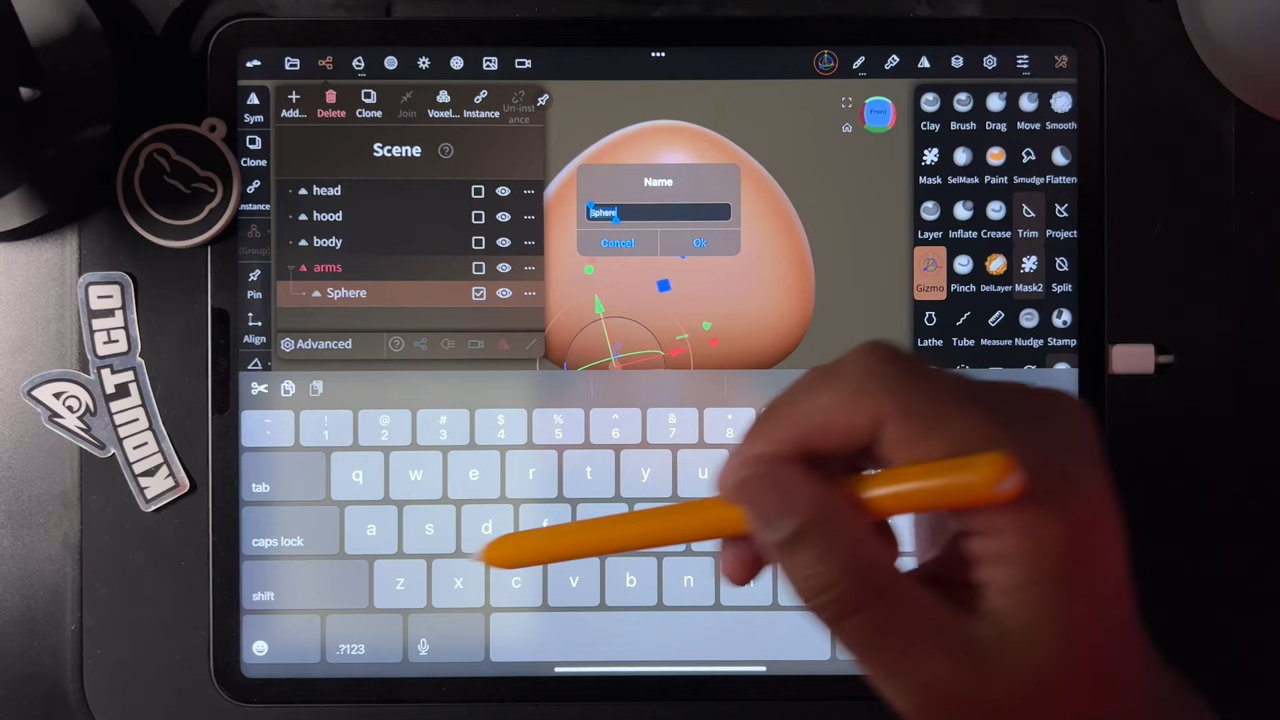 ...
Add...
Delete
Clone
Join
Voxel...
Instance
Un-inst
ance
Front
Sym
Clone
Instance
(Group)
Pin
Align
Scene ?
head ...
hood ...
body ...
arms ...
Sphere ...
Advanced ?
Name
Sphere
Cancel
Ok
Clay Brush Drag Move Smooth
Mask SelMask Paint Smudge Flatten
Layer Inflate Crease Trim Project
Gizmo Pinch DelLayer Mask2 Split
Lathe Tube Measure Nudge Stamp
~ ! @ # $ % ^ & *
` 1 2 3 4 5 6 7 8
tab q w e r t y u
caps lock a s d f
shift z x c v b n
.?123
KIDULT CLO